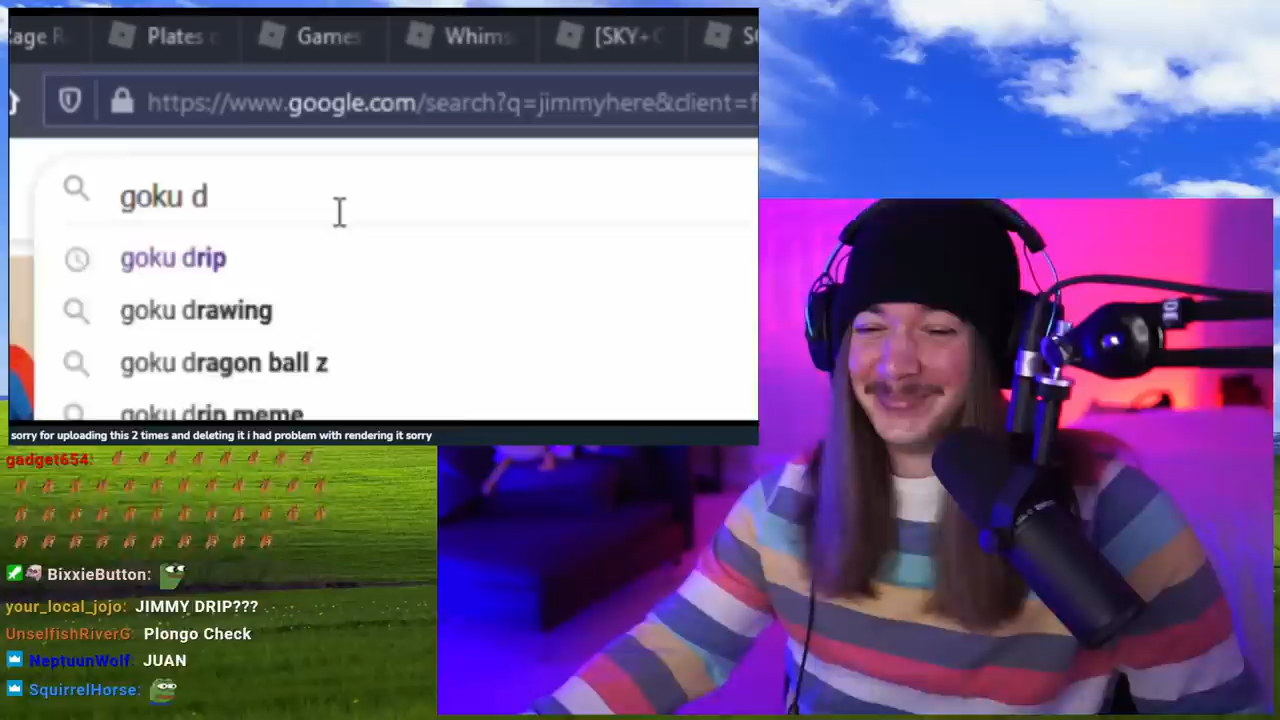 Plates
Games
Whims
[SKY+
https://www.google.com/search?q=jimmyhere&client=f
goku d
goku drip
goku drawing
goku dragon ball z
goku drip meme
sorry for uploading this 2 times and deleting it i had problem with rendering it sorry
gadget654:
BixxieButton:
your_local_jojo: JIMMY DRIP???
UnselfishRiverG: Plongo Check
NeptuunWolf: JUAN
SquirrelHorse: